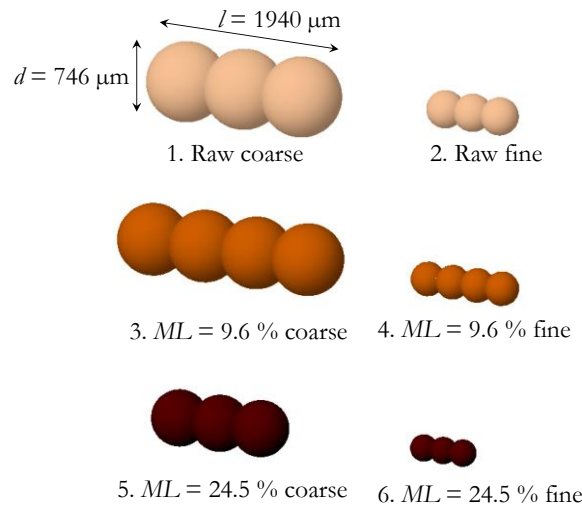 l = 1940 µm
d = 746 µm
1. Raw coarse
2. Raw fine
3. ML = 9.6 % coarse
4. ML = 9.6 % fine
5. ML = 24.5 % coarse
6. ML = 24.5 % fine